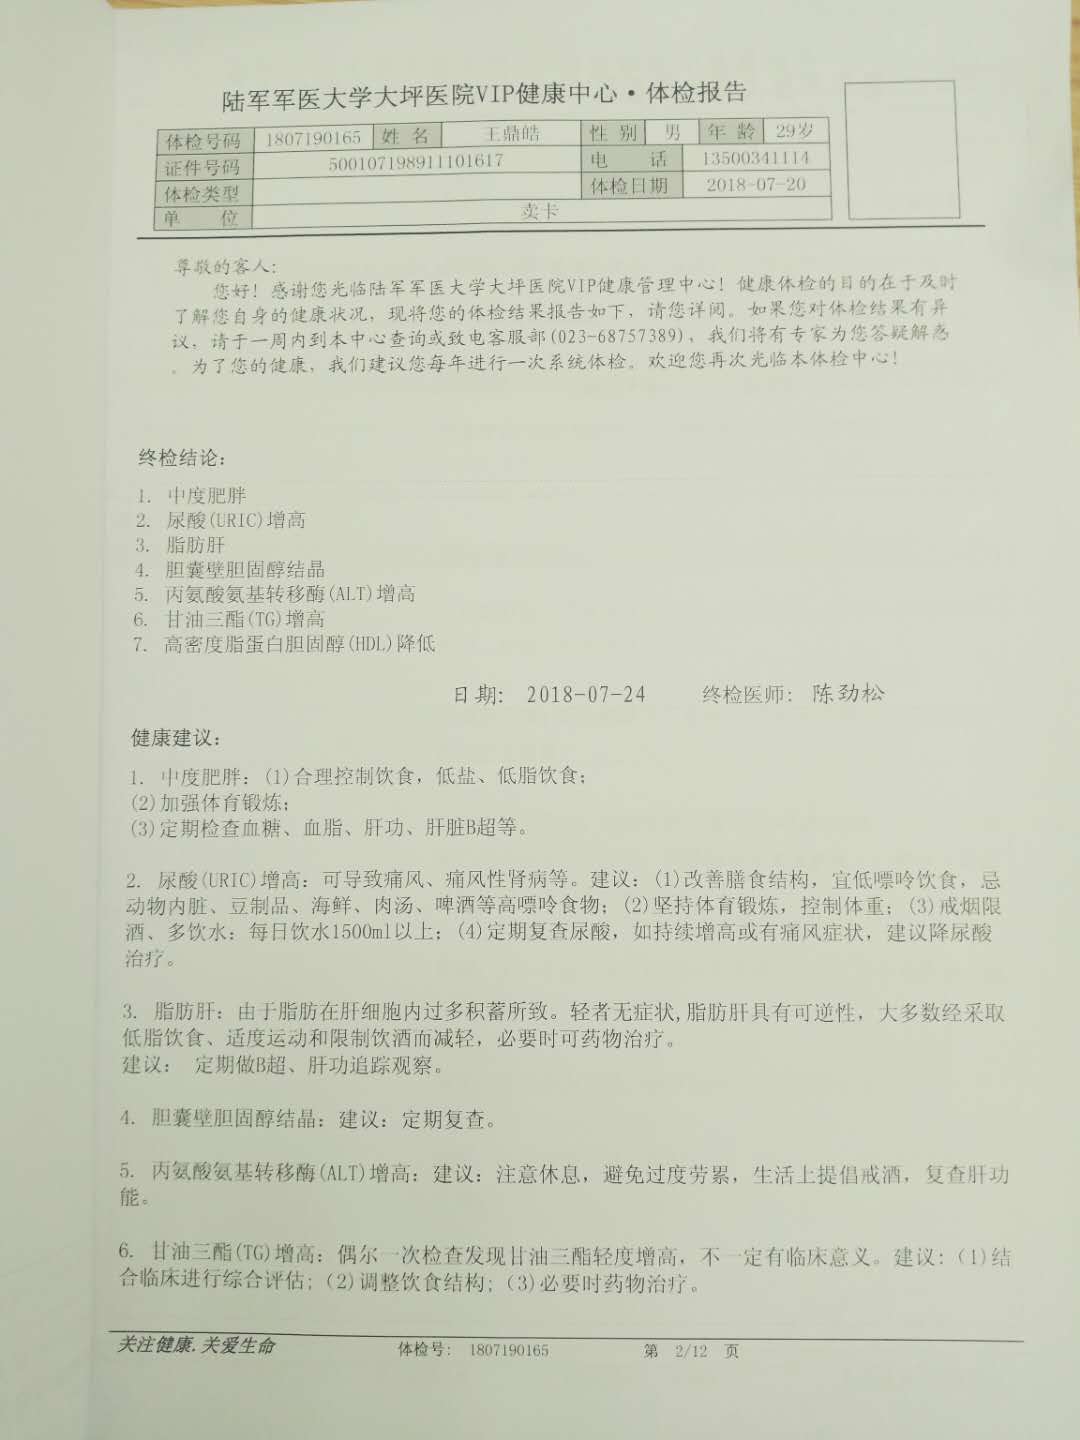 陆军军医大学大坪医院VIP健康中心·体检报告
体检号码 1807190165 姓 名 王鼎皓 性 别 男 年 龄 29岁
证件号码 500107198911101617 电 话 13500341114
体检类型 体检日期 2018-07-20
单 位 卖卡
尊敬的客人:
您好! 感谢您光临陆军军医大学大坪医院VIP健康管理中心! 健康体检的目的在于及时
了解您自身的健康状况, 现将您的体检结果报告如下, 请您详阅。如果您对体检结果有异
议, 请于一周内到本中心查询或致电客服部(023-68757389), 我们将有专家为您答疑解惑
。为了您的健康, 我们建议您每年进行一次系统体检。欢迎您再次光临本体检中心!
终检结论:
1. 中度肥胖
2. 尿酸(URIC)增高
3. 脂肪肝
4. 胆囊壁胆固醇结晶
5. 丙氨酸氨基转移酶(ALT)增高
6. 甘油三酯(TG)增高
7. 高密度脂蛋白胆固醇(HDL)降低
日期: 2018-07-24 终检医师: 陈劲松
健康建议:
1. 中度肥胖: (1)合理控制饮食, 低盐、低脂饮食;
(2)加强体育锻炼;
(3)定期检查血糖、血脂、肝功、肝脏B超等。
2. 尿酸(URIC)增高: 可导致痛风、痛风性肾病等。建议: (1)改善膳食结构, 宜低嘌呤饮食, 忌
动物内脏、豆制品、海鲜、肉汤、啤酒等高嘌呤食物; (2)坚持体育锻炼, 控制体重; (3)戒烟限
酒、多饮水: 每日饮水1500ml以上; (4)定期复查尿酸, 如持续增高或有痛风症状, 建议降尿酸
治疗。
3. 脂肪肝: 由于脂肪在肝细胞内过多积蓄所致。轻者无症状,脂肪肝具有可逆性, 大多数经采取
低脂饮食、适度运动和限制饮酒而减轻, 必要时可药物治疗。
建议: 定期做B超、肝功追踪观察。
4. 胆囊壁胆固醇结晶: 建议: 定期复查。
5. 丙氨酸氨基转移酶(ALT)增高: 建议: 注意休息, 避免过度劳累, 生活上提倡戒酒, 复查肝功
能。
6. 甘油三酯(TG)增高: 偶尔一次检查发现甘油三酯轻度增高, 不一定有临床意义。建议: (1)结
合临床进行综合评估; (2)调整饮食结构; (3)必要时药物治疗。
关注健康.关爱生命 体检号: 1807190165 第 2/12 页